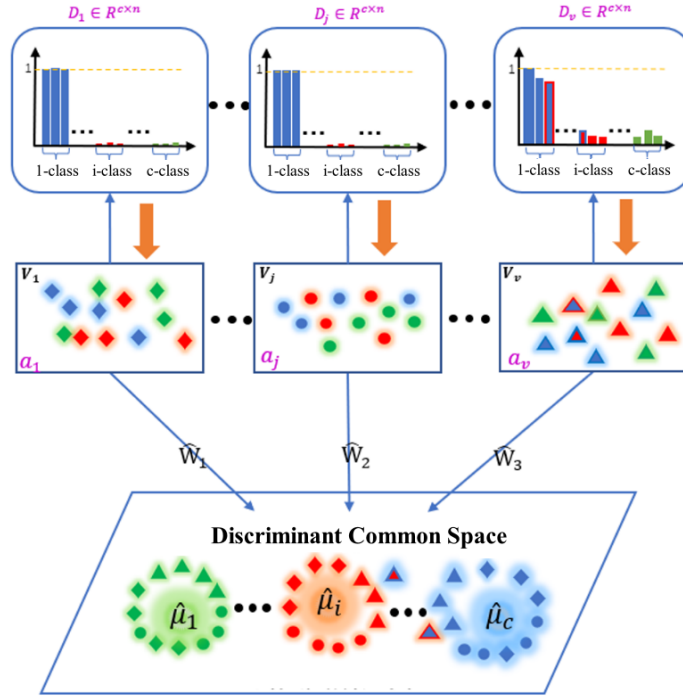 D₁ ∈ R^{c×n} D_j ∈ R^{c×n} D_v ∈ R^{c×n}
1 1 1
1-class i-class c-class 1-class i-class c-class 1-class i-class c-class
V₁ V_j V_v
a₁ a_j a_v
Ŵ₁ Ŵ₂ Ŵ₃
Discriminant Common Space
μ̂₁ μ̂ᵢ μ̂_c